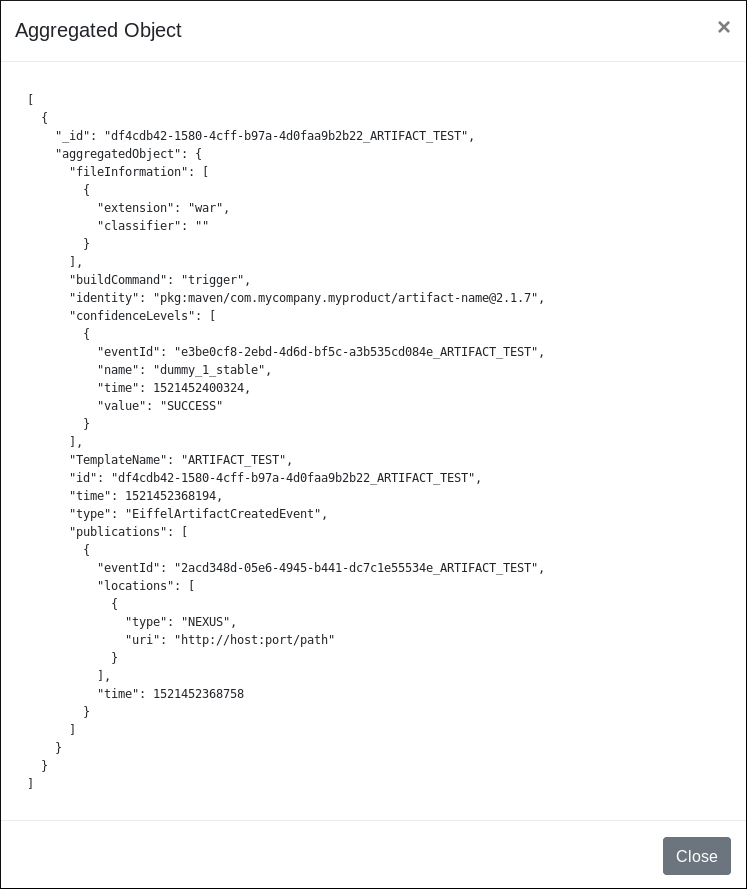 Aggregated Object
×
[
  {
    "_id": "df4cdb42-1580-4cff-b97a-4d0faa9b2b22_ARTIFACT_TEST",
    "aggregatedObject": {
      "fileInformation": [
        {
          "extension": "war",
          "classifier": ""
        }
      ],
      "buildCommand": "trigger",
      "identity": "pkg:maven/com.mycompany.myproduct/artifact-name@2.1.7",
      "confidenceLevels": [
        {
          "eventId": "e3be0cf8-2ebd-4d6d-bf5c-a3b535cd084e_ARTIFACT_TEST",
          "name": "dummy_1_stable",
          "time": 1521452400324,
          "value": "SUCCESS"
        }
      ],
      "TemplateName": "ARTIFACT_TEST",
      "id": "df4cdb42-1580-4cff-b97a-4d0faa9b2b22_ARTIFACT_TEST",
      "time": 1521452368194,
      "type": "EiffelArtifactCreatedEvent",
      "publications": [
        {
          "eventId": "2acd348d-05e6-4945-b441-dc7c1e55534e_ARTIFACT_TEST",
          "locations": [
            {
              "type": "NEXUS",
              "uri": "http://host:port/path"
            }
          ],
          "time": 1521452368758
        }
      ]
    }
  }
]
Close